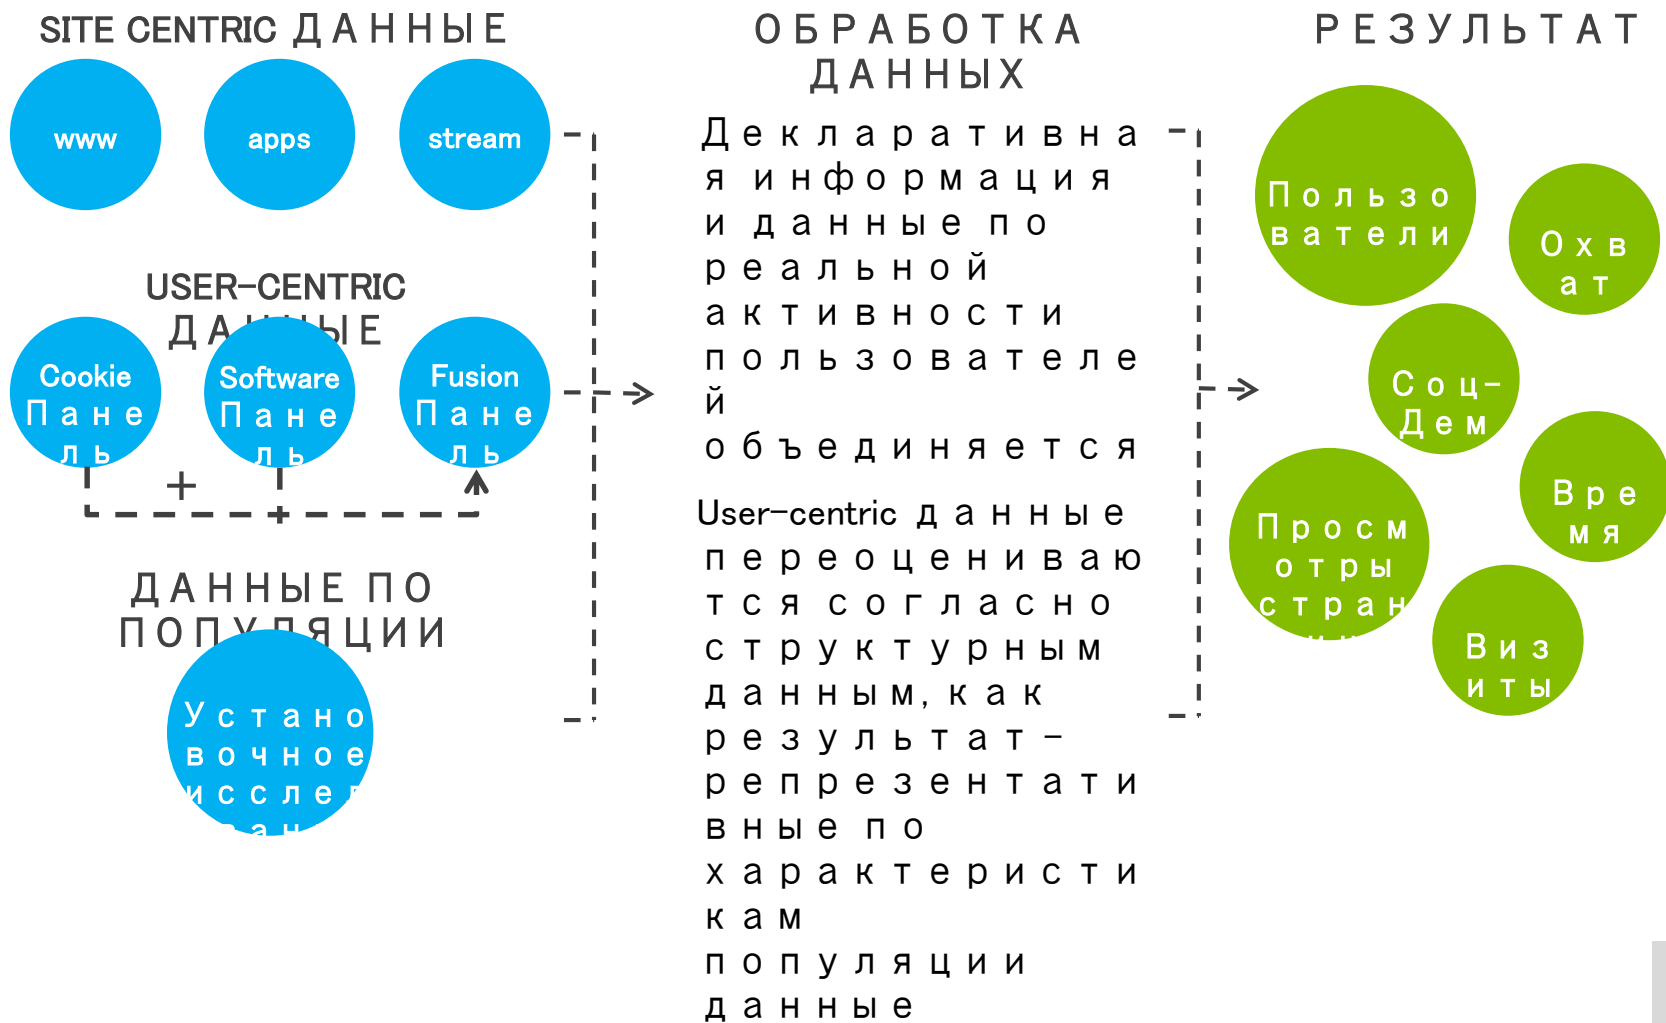 SITE CENTRIC ДАННЫЕ
www
apps
stream
USER-CENTRIC
ДАННЫЕ
Cookie
Пане
ль
Software
Пане
ль
Fusion
Пане
ль
+
ДАННЫЕ ПО
ПОПУЛЯЦИИ
Устано
вочное
исслед
ОБРАБОТКА
ДАННЫХ
Декларативна
я информация
и данные по
реальной
активности
пользователе
й
объединяется
User-centric данные
переоцениваю
тся согласно
структурным
данным, как
результат -
репрезентати
вные по
характеристи
кам
популяции
данные
РЕЗУЛЬТАТ
Пользо
ватели
Охв
ат
Соц-
Дем
Вре
мя
Просм
отры
стран
Виз
иты